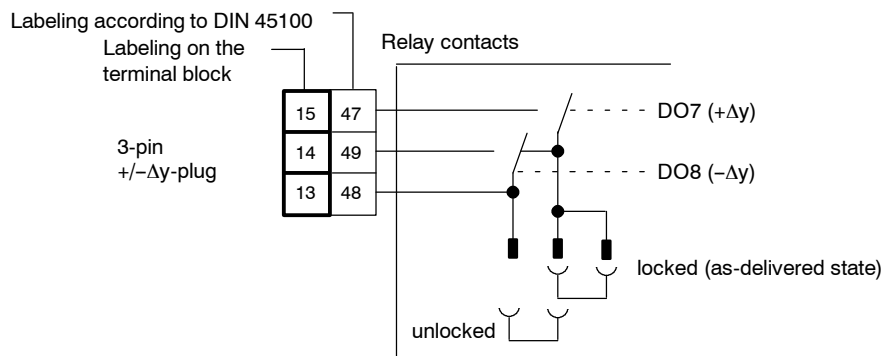 Labeling according to DIN 45100
Labeling on the
terminal block
Relay contacts
15 47
14 49
13 48
3-pin
+/−Δy-plug
DO7 (+Δy)
DO8 (−Δy)
locked (as-delivered state)
unlocked